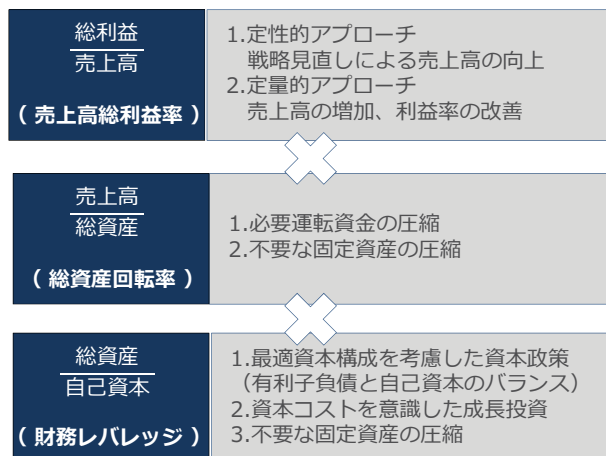 総利益
売上高
( 売上高総利益率 )
1.定性的アプローチ
戦略見直しによる売上高の向上
2.定量的アプローチ
売上高の増加、利益率の改善
売上高
総資産
( 総資産回転率 )
1.必要運転資金の圧縮
2.不要な固定資産の圧縮
総資産
自己資本
( 財務レバレッジ )
1.最適資本構成を考慮した資本政策
（有利子負債と自己資本のバランス）
2.資本コストを意識した成長投資
3.不要な固定資産の圧縮